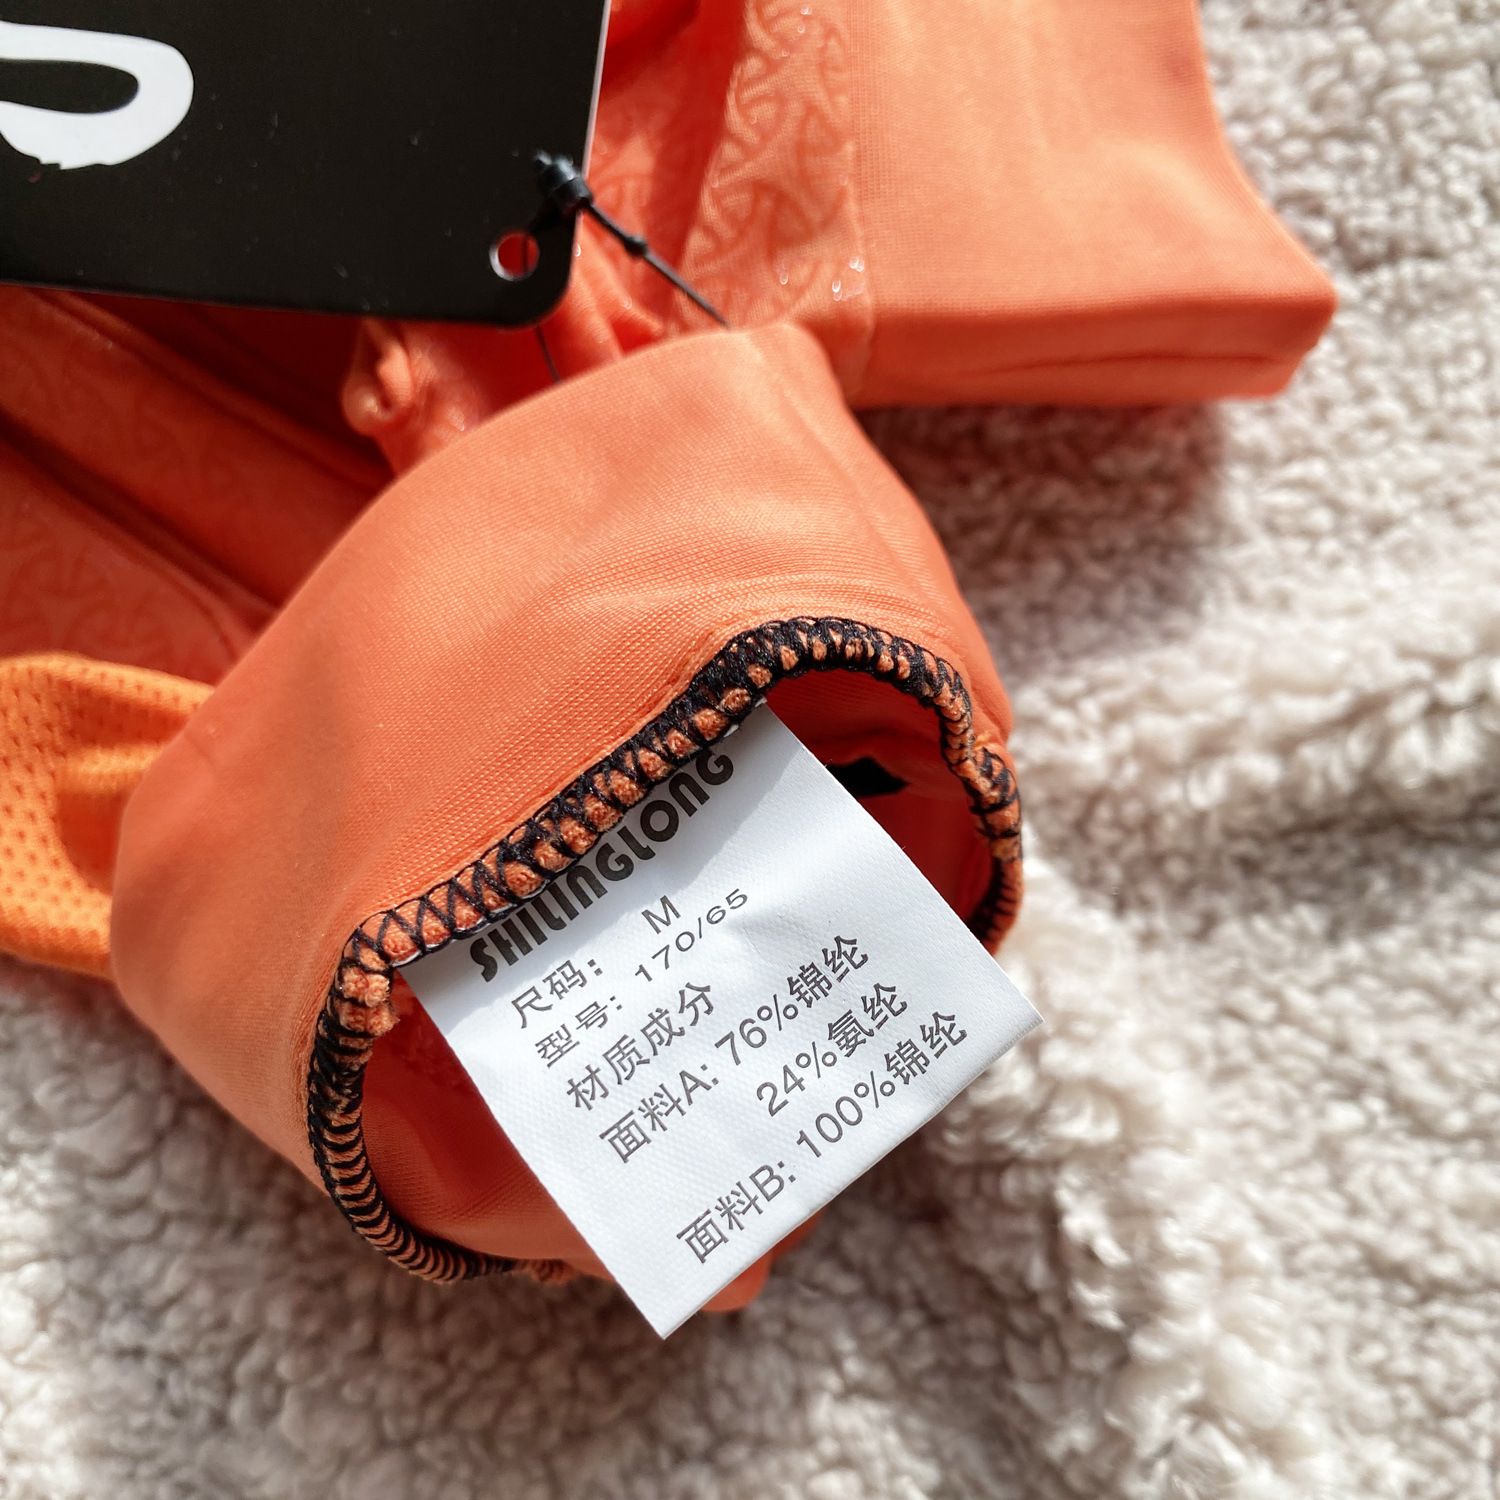 SHILINGLONG
尺码： M
型号： 170/65
材质成分
面料A: 76%锦纶
24%氨纶
面料B: 100%锦纶